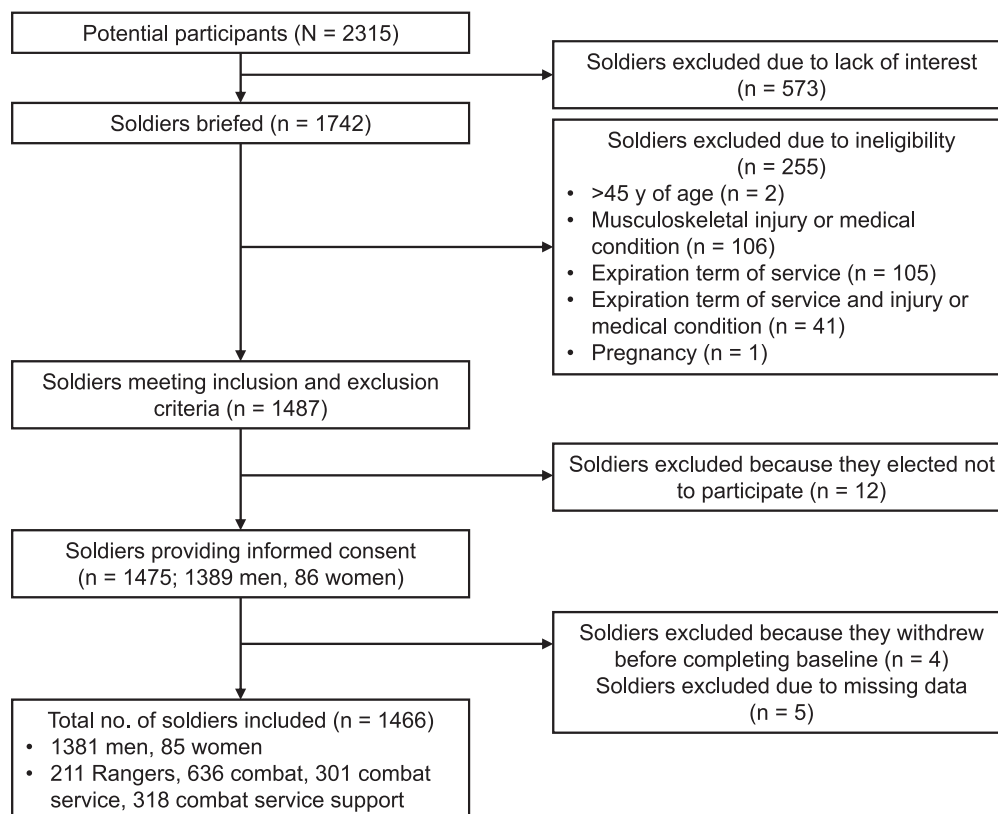 Potential participants (N = 2315)
Soldiers excluded due to lack of interest
(n = 573)
Soldiers briefed (n = 1742)
Soldiers excluded due to ineligibility
(n = 255)
• >45 y of age (n = 2)
• Musculoskeletal injury or medical
condition (n = 106)
• Expiration term of service (n = 105)
• Expiration term of service and injury or
medical condition (n = 41)
• Pregnancy (n = 1)
Soldiers meeting inclusion and exclusion
criteria (n = 1487)
Soldiers excluded because they elected not
to participate (n = 12)
Soldiers providing informed consent
(n = 1475; 1389 men, 86 women)
Soldiers excluded because they withdrew
before completing baseline (n = 4)
Soldiers excluded due to missing data
(n = 5)
Total no. of soldiers included (n = 1466)
• 1381 men, 85 women
• 211 Rangers, 636 combat, 301 combat
service, 318 combat service support